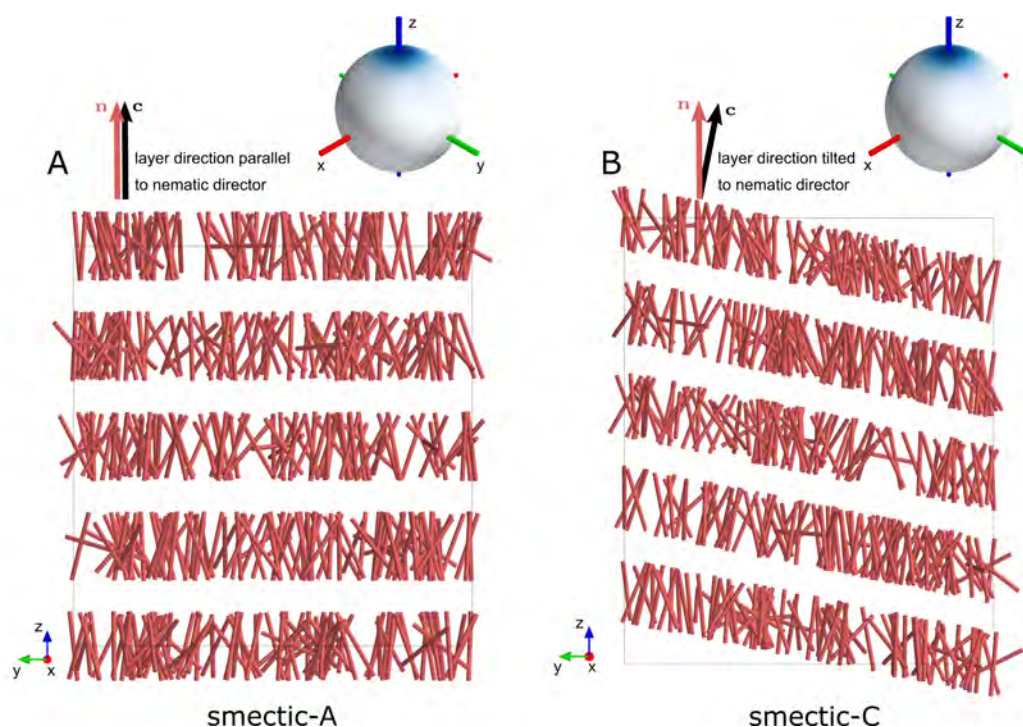 z
x
y
n c
layer direction parallel
to nematic director
A
z
y x
smectic-A
z
x
n c
layer direction tilted
to nematic director
B
z
y x
smectic-C